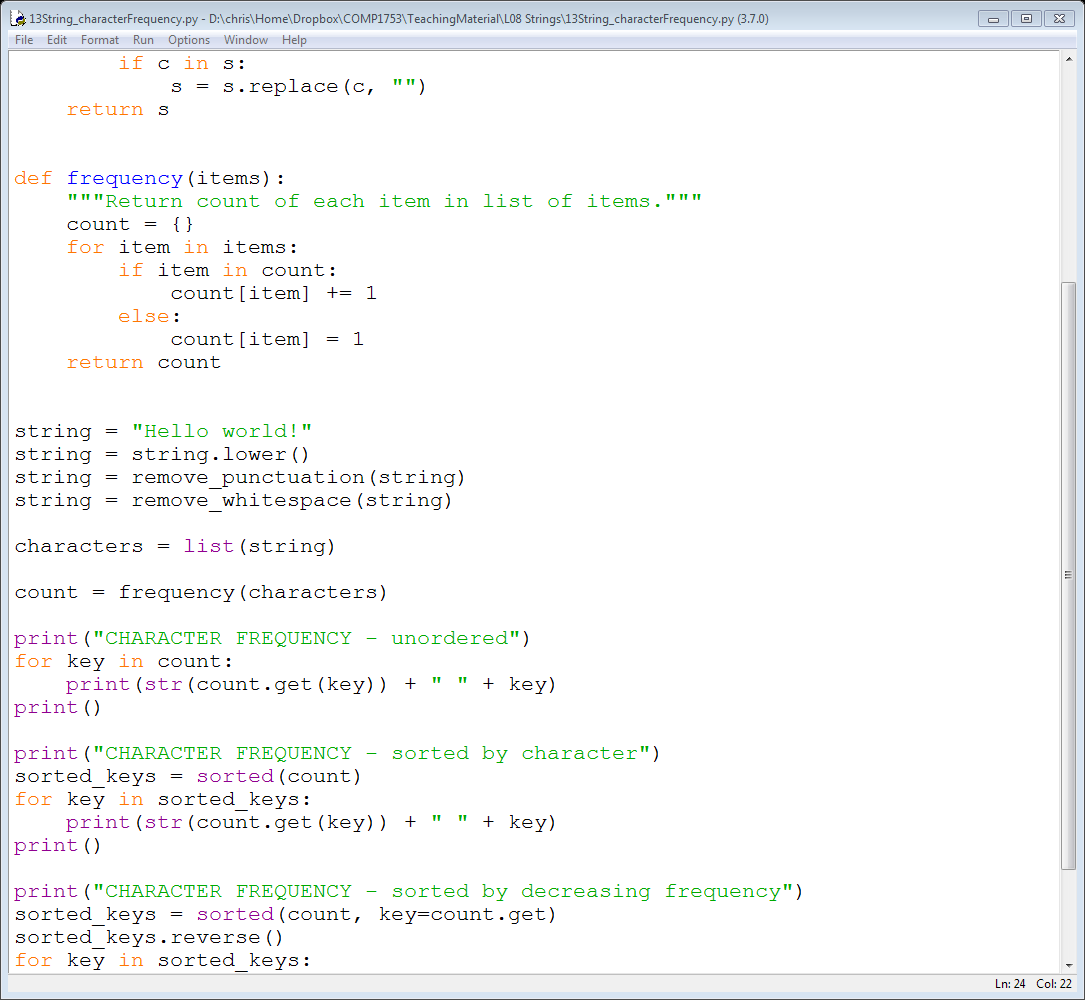 13String_characterFrequency.py - D:\chris\Home\Dropbox\COMP1753\TeachingMaterial\L08 Strings\13String_characterFrequency.py (3.7.0)
File Edit Format Run Options Window Help
        if c in s:
            s = s.replace(c, "")
    return s

def frequency(items):
    """Return count of each item in list of items."""
    count = {}
    for item in items:
        if item in count:
            count[item] += 1
        else:
            count[item] = 1
    return count

string = "Hello world!"
string = string.lower()
string = remove_punctuation(string)
string = remove_whitespace(string)

characters = list(string)

count = frequency(characters)

print("CHARACTER FREQUENCY - unordered")
for key in count:
    print(str(count.get(key)) + " " + key)
print()

print("CHARACTER FREQUENCY - sorted by character")
sorted_keys = sorted(count)
for key in sorted_keys:
    print(str(count.get(key)) + " " + key)
print()

print("CHARACTER FREQUENCY - sorted by decreasing frequency")
sorted_keys = sorted(count, key=count.get)
sorted_keys.reverse()
for key in sorted_keys:
Ln: 24 Col: 22